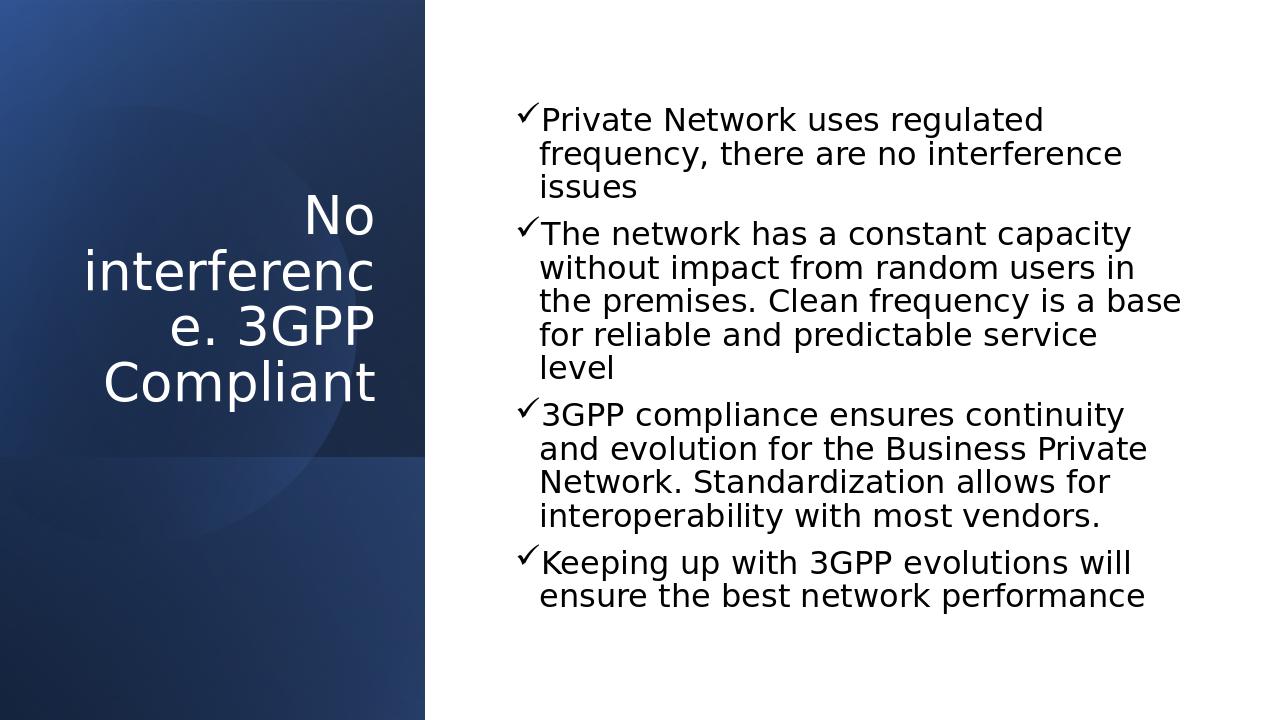 No
interferenc
e. 3GPP
Compliant
✓Private Network uses regulated
frequency, there are no interference
issues
✓The network has a constant capacity
without impact from random users in
the premises. Clean frequency is a base
for reliable and predictable service
level
✓3GPP compliance ensures continuity
and evolution for the Business Private
Network. Standardization allows for
interoperability with most vendors.
✓Keeping up with 3GPP evolutions will
ensure the best network performance